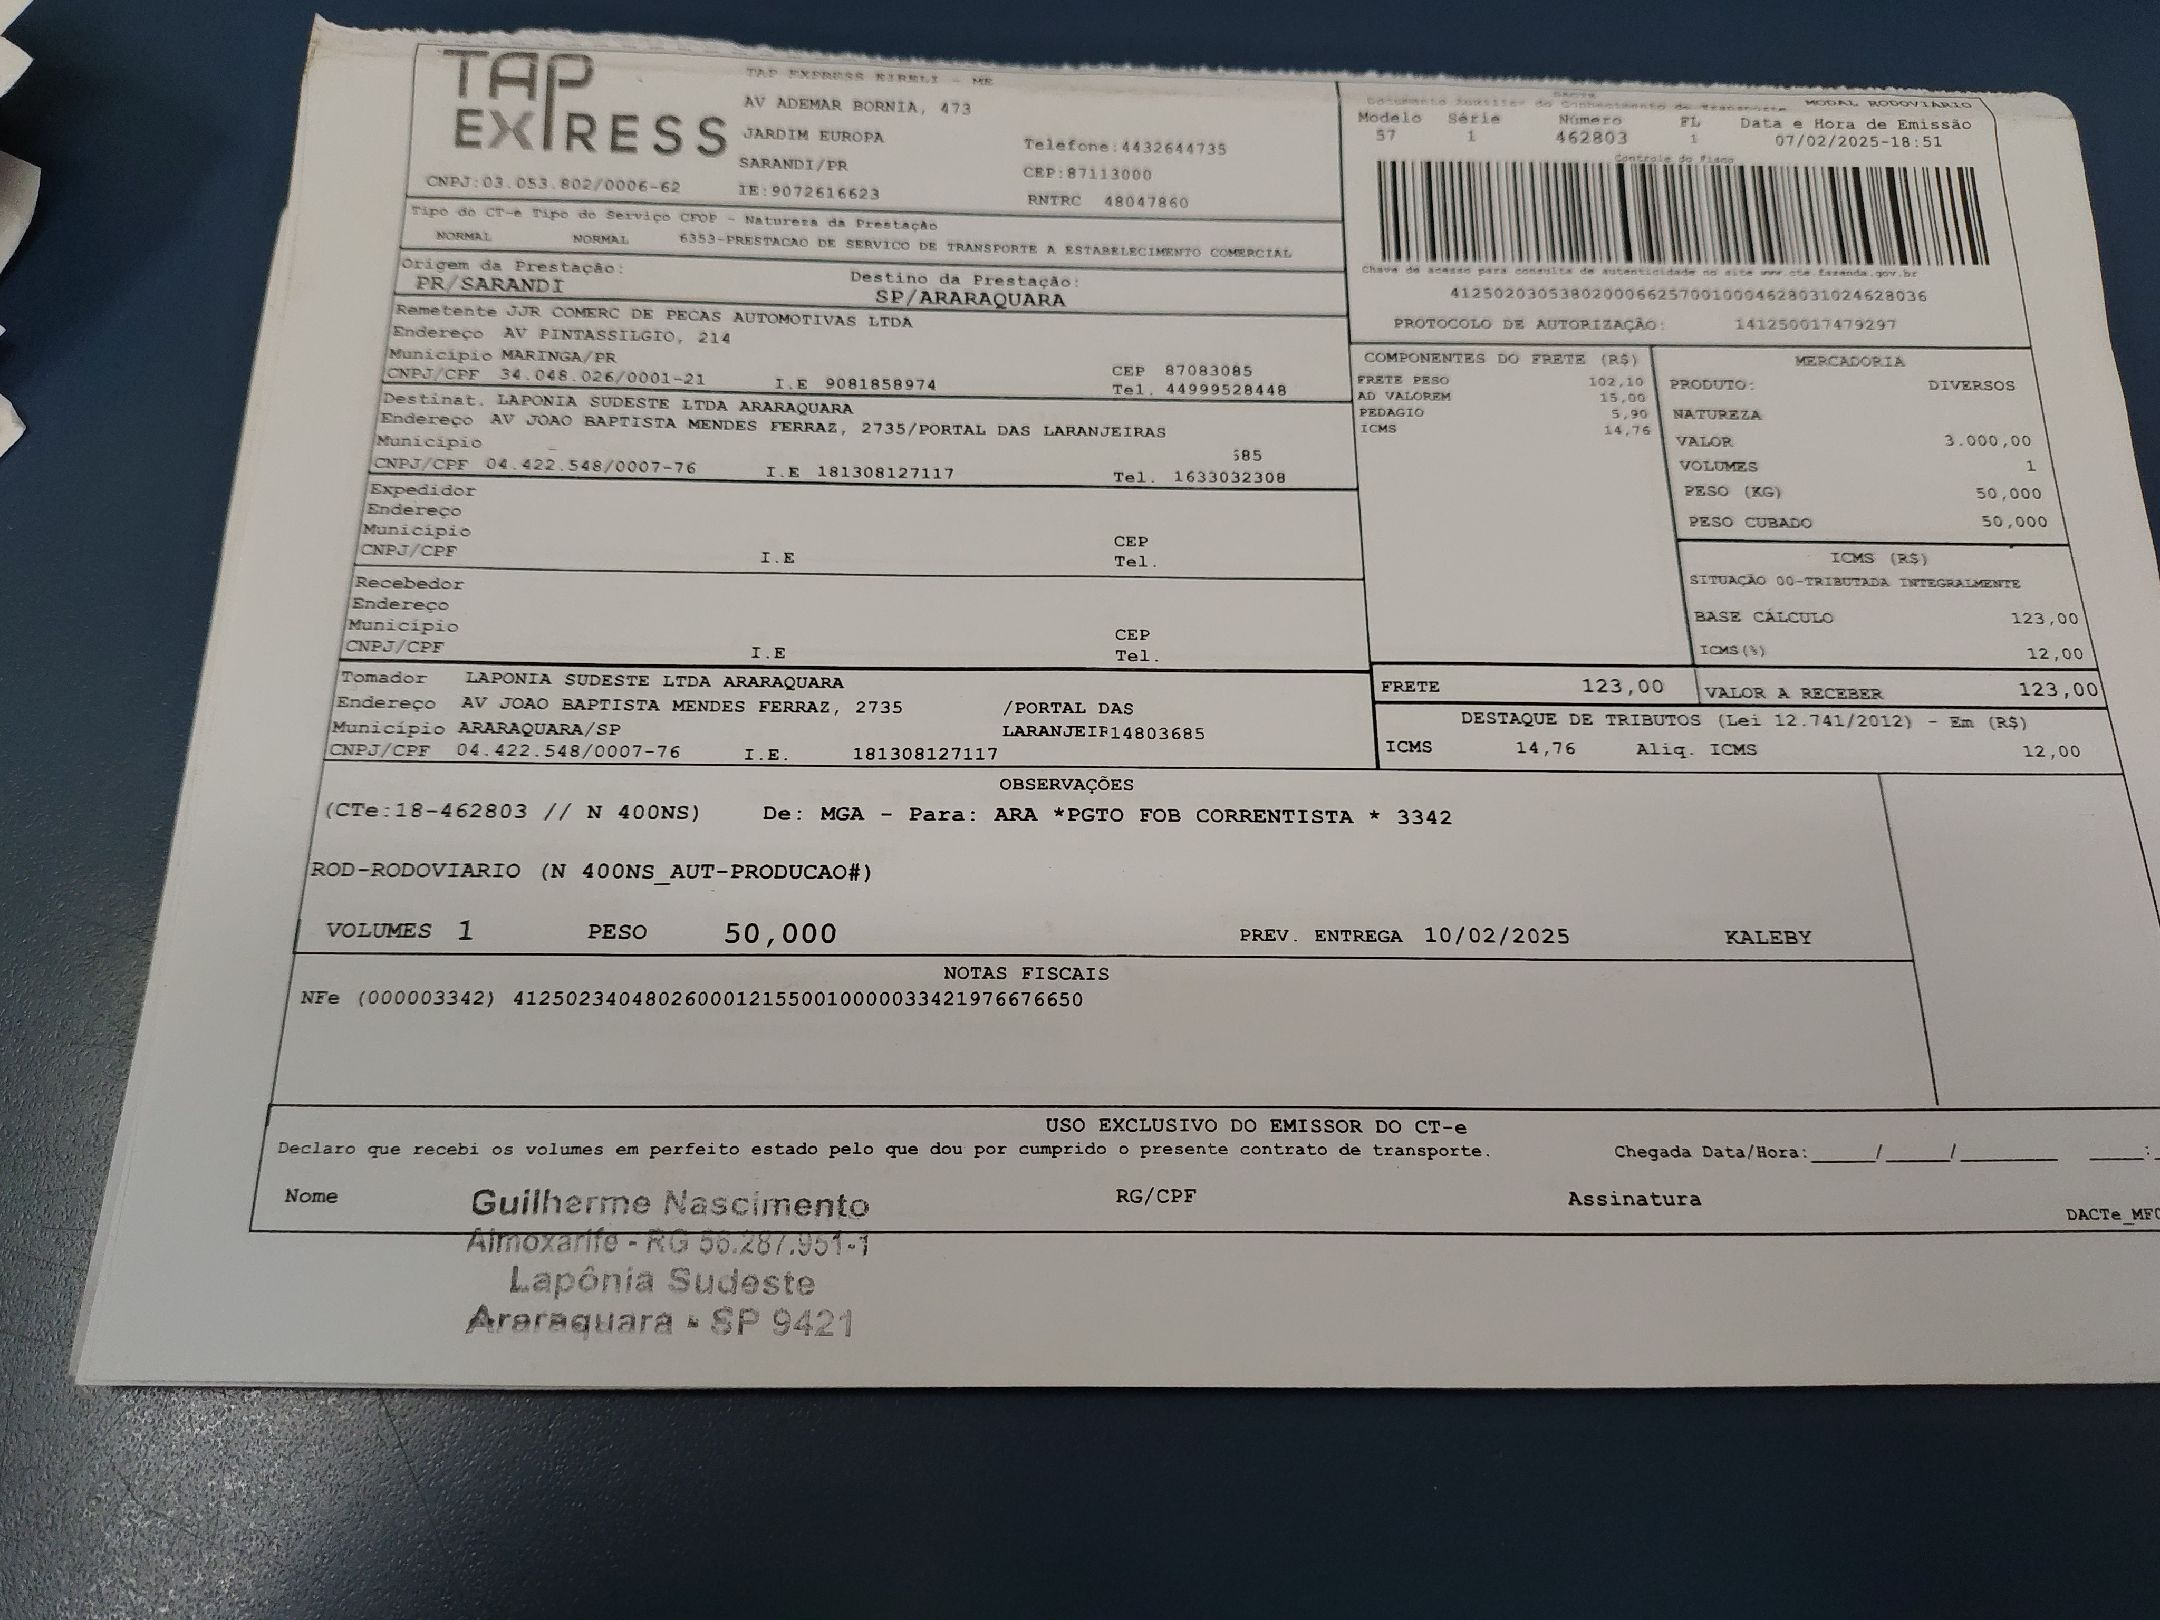 TAP EXPRESS
TAP EXPRESS EIRELI - ME
AV ADEMAR BORNIA, 473
JARDIM EUROPA
Telefone:4432644735
SARANDI/PR
CEP:87113000
CNPJ:03.053.802/0006-62
IE:9072616623
RNTRC 48047860
DACTE
Documento Auxiliar do Conhecimento de Transporte
MODAL RODOVIARIO
Modelo Série Número FL Data e Hora de Emissão
57 1 462803 1 07/02/2025-18:51
Controle do Fisco
Chave de acesso para consulta de autenticidade no site www.cte.fazenda.gov.br
41250203053802000662570010004628031024628036
PROTOCOLO DE AUTORIZAÇÃO: 141250017479297
Tipo do CT-e Tipo do Serviço CFOP - Natureza da Prestação
NORMAL NORMAL 6353-PRESTACAO DE SERVICO DE TRANSPORTE A ESTABELECIMENTO COMERCIAL
Origem da Prestação: Destino da Prestação:
PR/SARANDI SP/ARARAQUARA
Remetente JJR COMERC DE PECAS AUTOMOTIVAS LTDA
Endereço AV PINTASSILGIO, 214
Município MARINGA/PR CEP 87083085
CNPJ/CPF 34.048.026/0001-21 I.E 9081858974 Tel. 44999528448
Destinat. LAPONIA SUDESTE LTDA ARARAQUARA
Endereço AV JOAO BAPTISTA MENDES FERRAZ, 2735/PORTAL DAS LARANJEIRAS
Município 685
CNPJ/CPF 04.422.548/0007-76 I.E 181308127117 Tel. 1633032308
Expedidor
Endereço
Município CEP
CNPJ/CPF I.E Tel.
Recebedor
Endereço
Município CEP
CNPJ/CPF I.E Tel.
Tomador LAPONIA SUDESTE LTDA ARARAQUARA
Endereço AV JOAO BAPTISTA MENDES FERRAZ, 2735 /PORTAL DAS
Município ARARAQUARA/SP LARANJEIR14803685
CNPJ/CPF 04.422.548/0007-76 I.E. 181308127117
COMPONENTES DO FRETE (R$)
FRETE PESO 102,10
AD VALOREM 15,00
PEDAGIO 5,90
ICMS 14,76
MERCADORIA
PRODUTO: DIVERSOS
NATUREZA
VALOR 3.000,00
VOLUMES 1
PESO (KG) 50,000
PESO CUBADO 50,000
ICMS (R$)
SITUAÇÃO 00-TRIBUTADA INTEGRALMENTE
BASE CÁLCULO 123,00
ICMS(%) 12,00
FRETE 123,00 VALOR A RECEBER 123,00
DESTAQUE DE TRIBUTOS (Lei 12.741/2012) - Em (R$)
ICMS 14,76 Aliq. ICMS 12,00
OBSERVAÇÕES
(CTe:18-462803 // N 400NS) De: MGA - Para: ARA *PGTO FOB CORRENTISTA * 3342
ROD-RODOVIARIO (N 400NS_AUT-PRODUCAO#)
VOLUMES 1 PESO 50,000 PREV. ENTREGA 10/02/2025 KALEBY
NOTAS FISCAIS
NFe (000003342) 41250234048026000121550010000033421976676650
USO EXCLUSIVO DO EMISSOR DO CT-e
Declaro que recebi os volumes em perfeito estado pelo que dou por cumprido o presente contrato de transporte. Chegada Data/Hora:_____/_____/________ ____:
Nome RG/CPF Assinatura
DACTe_MF
Guilherme Nascimento
Almoxarife - RG 56.287.951-1
Lapônia Sudeste
Araraquara - SP 9421